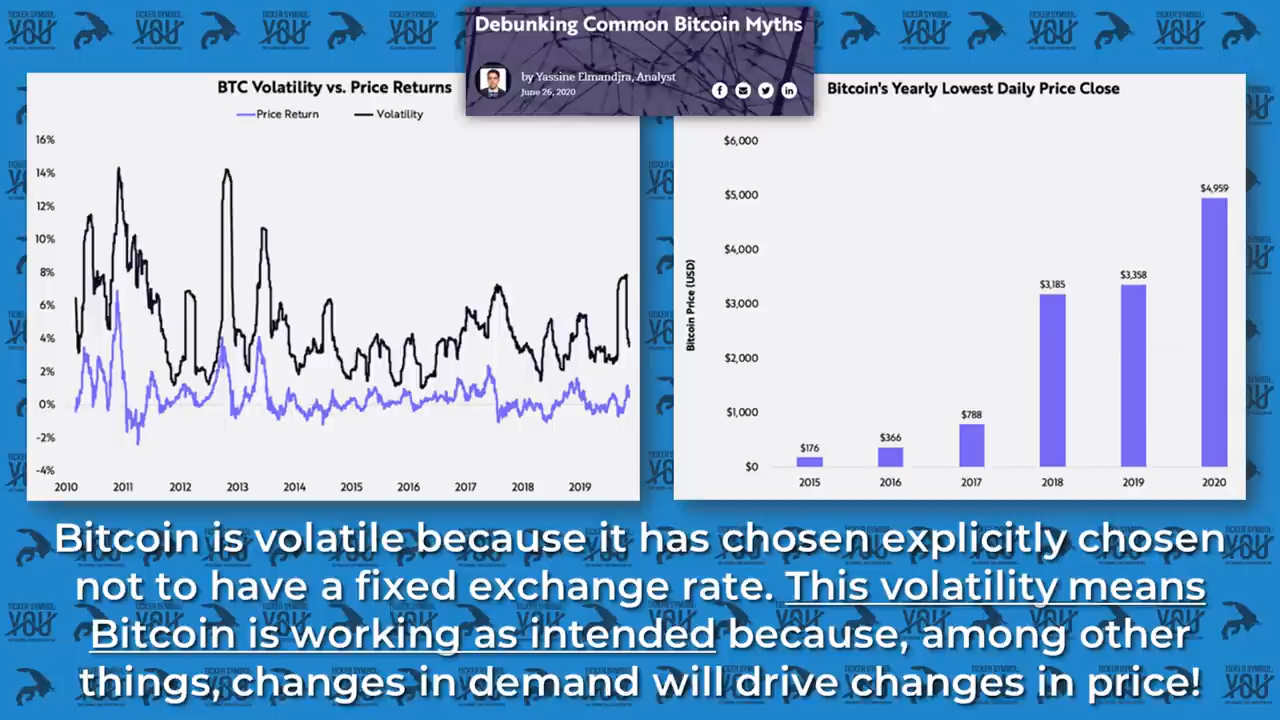 Debunking Common Bitcoin Myths
by Yassine Elmandjra, Analyst
June 26, 2020
BTC Volatility vs. Price Returns
Price Return Volatility
16%
14%
12%
10%
8%
6%
4%
2%
0%
-2%
-4%
2010 2011 2012 2013 2014 2015 2016 2017 2018 2019
Bitcoin's Yearly Lowest Daily Price Close
Bitcoin Price (USD)
$6,000
$5,000
$4,000
$3,000
$2,000
$1,000
$0
$176 $366 $788 $3,185 $3,358 $4,959
2015 2016 2017 2018 2019 2020
Bitcoin is volatile because it has chosen explicitly chosen
not to have a fixed exchange rate. This volatility means
Bitcoin is working as intended because, among other
things, changes in demand will drive changes in price!
TICKER SYMBOL
YOU